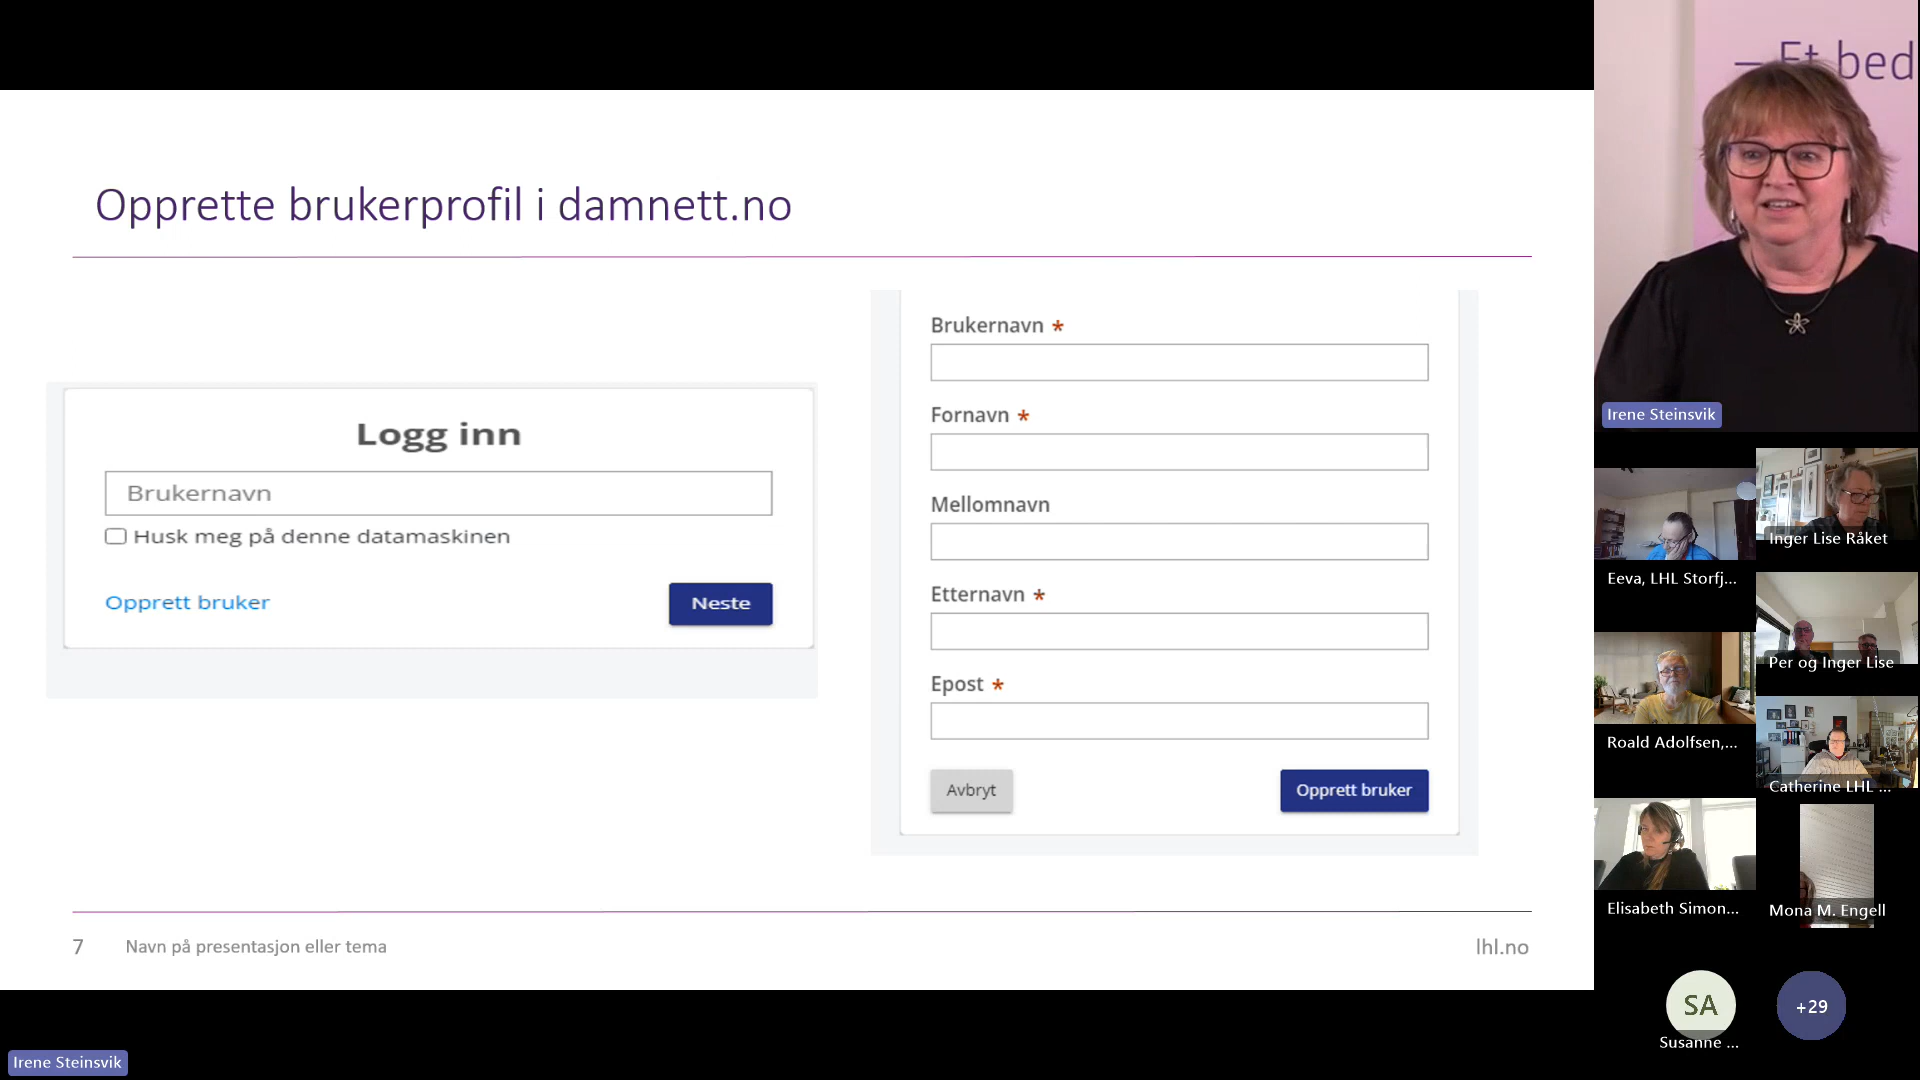 Opprette brukerprofil i damnett.no
Logg inn
Brukernavn
Husk meg på denne datamaskinen
Opprett bruker
Neste
Brukernavn *
Fornavn *
Mellomnavn
Etternavn *
Epost *
Avbryt
Opprett bruker
7
Navn på presentasjon eller tema
lhl.no
Irene Steinsvik
– Et bed
Irene Steinsvik
Inger Lise Råket
Eeva, LHL Storfj...
Per og Inger Lise
Roald Adolfsen,...
Catherine LHL ...
Elisabeth Simon...
Mona M. Engell
SA
+29
Susanne ...